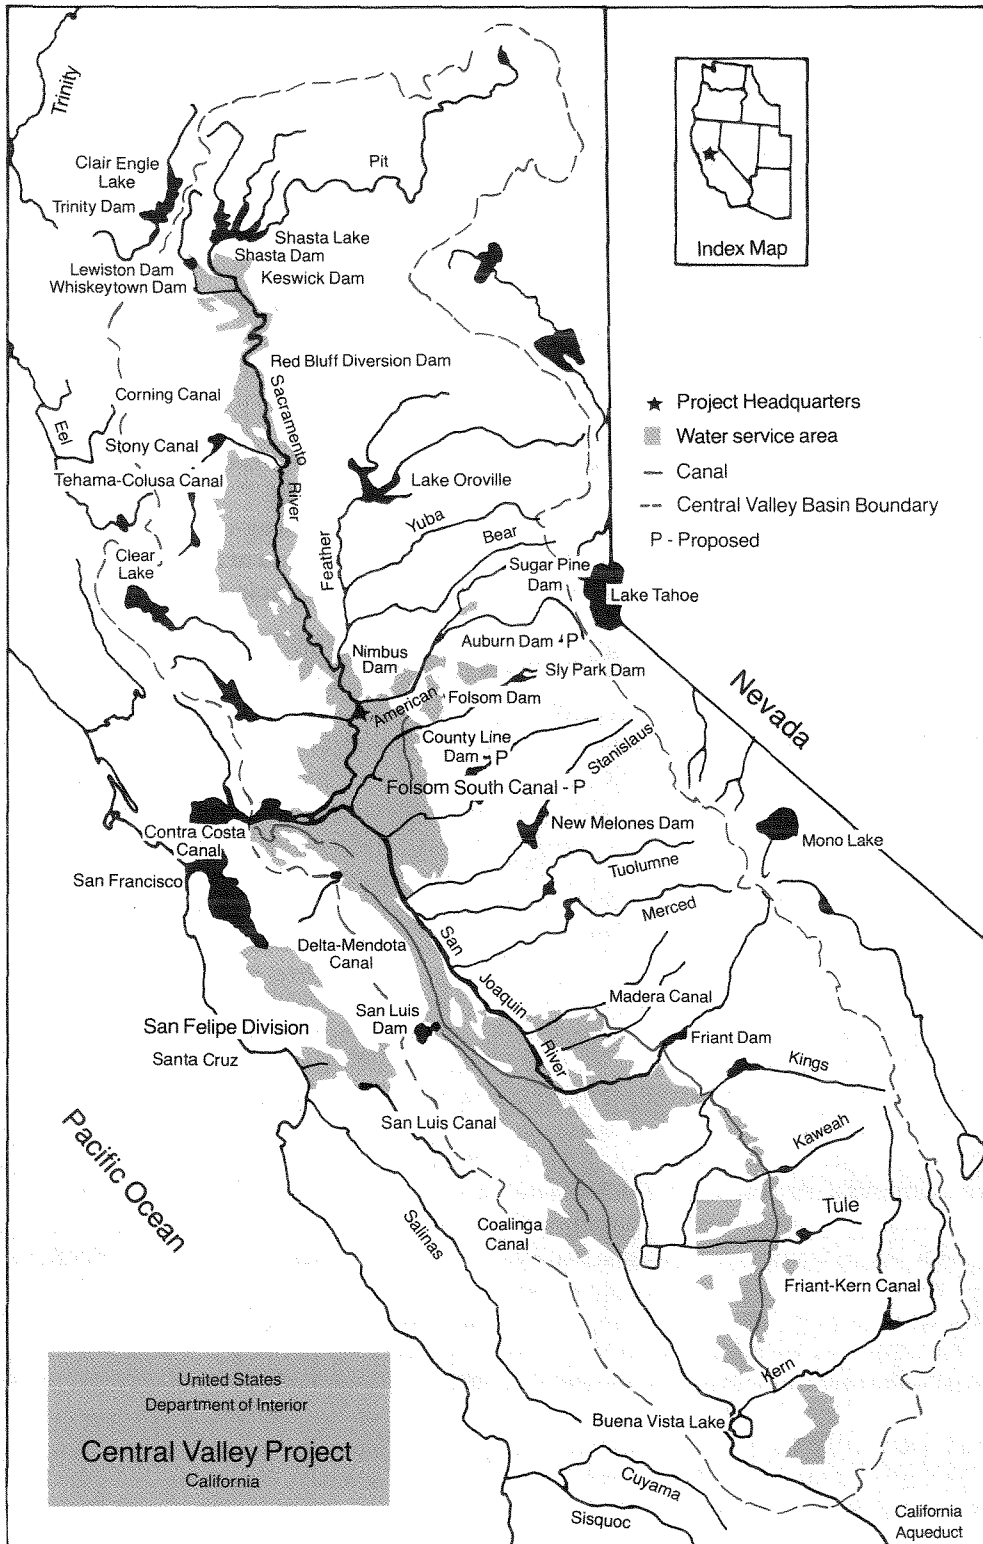 Trinity
Clair Engle
Lake
Trinity Dam
Pit
Shasta Lake
Shasta Dam
Lewiston Dam
Whiskeytown Dam
Keswick Dam
Index Map
Red Bluff Diversion Dam
Corning Canal
Sacramento
River
Eel
Stony Canal
Tehama-Colusa Canal
Lake Oroville
Project Headquarters
Water service area
Canal
Central Valley Basin Boundary
P - Proposed
Yuba
Bear
Feather
Clear
Lake
Sugar Pine
Dam
Lake Tahoe
Auburn Dam - P
Nimbus
Dam
Sly Park Dam
American
Folsom Dam
Nevada
County Line
Dam - P
Stanislaus
Folsom South Canal - P
Contra Costa
Canal
New Melones Dam
Mono Lake
San Francisco
Tuolumne
Merced
Delta-Mendota
Canal
San
Joaquin
River
Madera Canal
San Luis
Dam
San Felipe Division
Friant Dam
Santa Cruz
Kings
San Luis Canal
Kaweah
Pacific Ocean
Salinas
Coalinga
Canal
Tule
Friant-Kern Canal
Kern
Buena Vista Lake
United States
Department of Interior
Central Valley Project
California
Cuyama
Sisquoc
California
Aqueduct